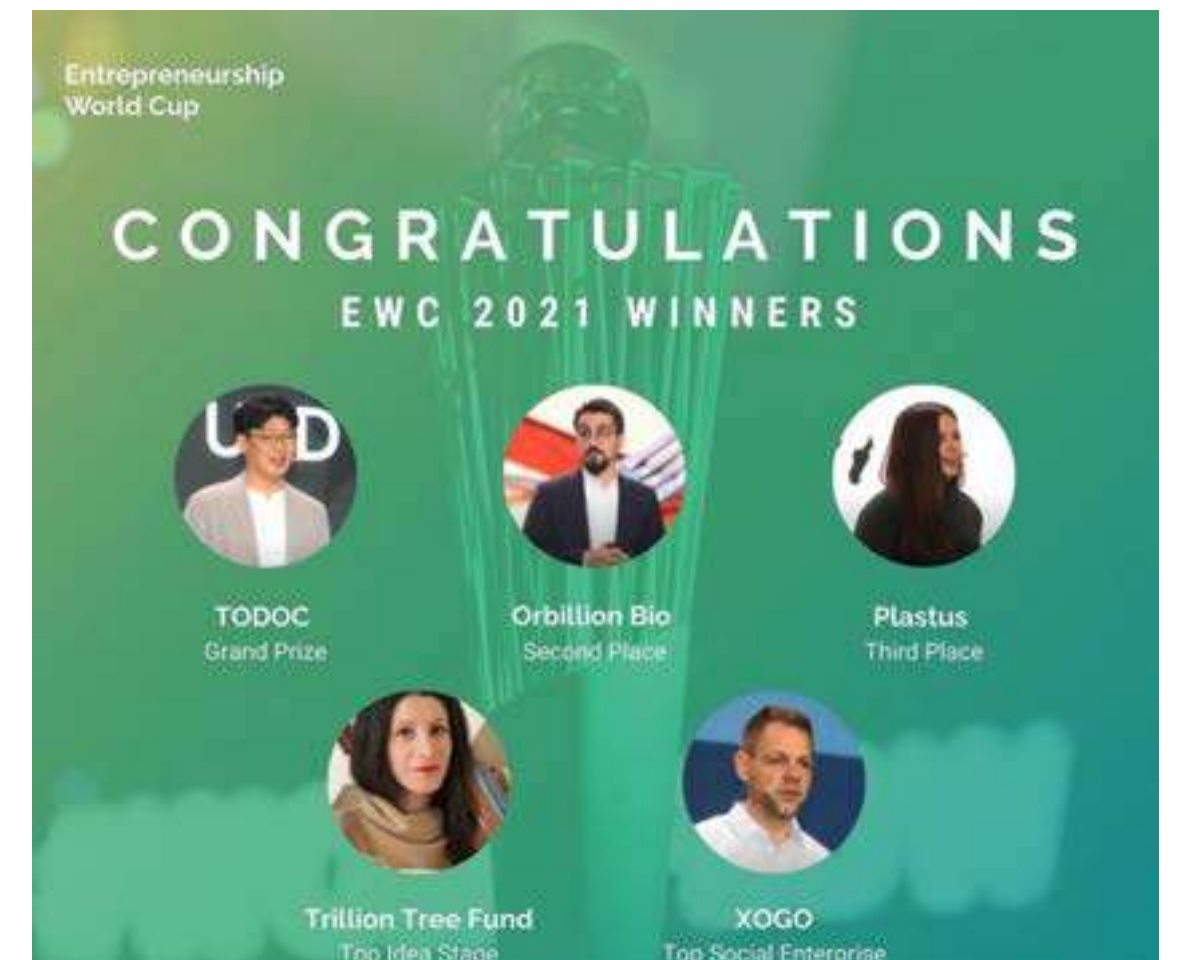 Entrepreneurship
World Cup
CONGRATULATIONS
EWC 2021 WINNERS
U D
TODOC
Grand Prize
Orbillion Bio
Second Place
Plastus
Third Place
Trillion Tree Fund
Top Idea Stage
XOGO
Top Social Enterprise